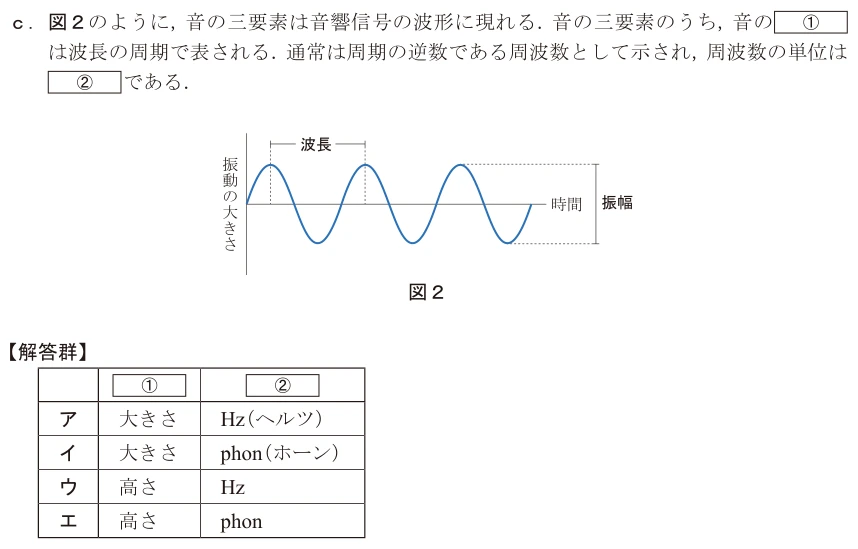 c. 図2のように，音の三要素は音響信号の波形に現れる．音の三要素のうち，音の ①
は波長の周期で表される．通常は周期の逆数である周波数として示され，周波数の単位は
② である．
波長
振動の大きさ
時間
振幅
図2
【解答群】
① ②
ア 大きさ Hz（ヘルツ）
イ 大きさ phon（ホーン）
ウ 高さ Hz
エ 高さ phon